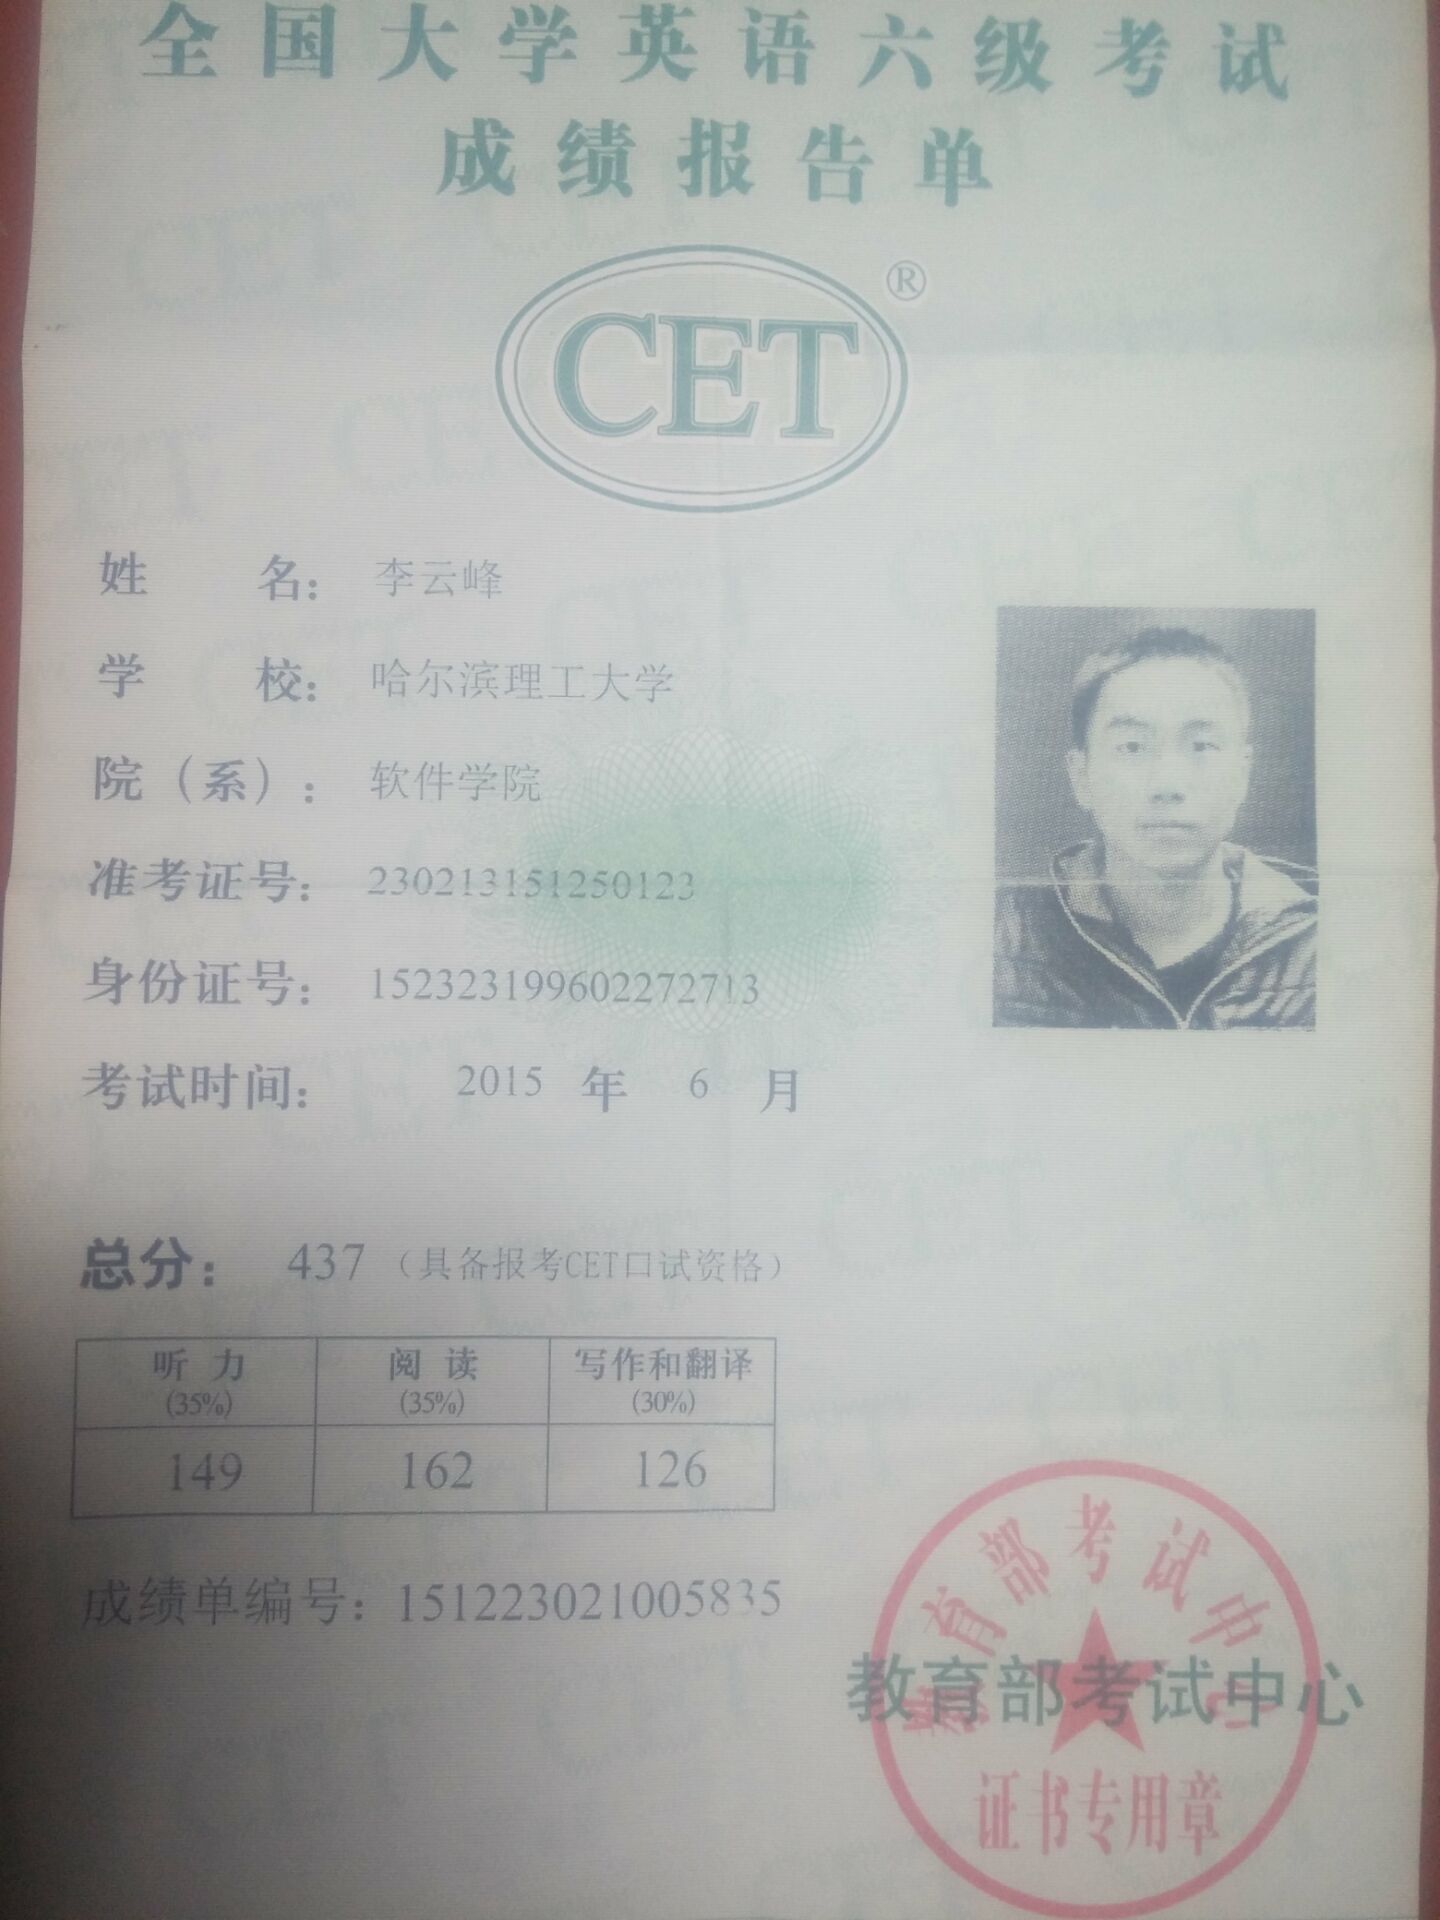 全国大学英语六级考试
成绩报告单
CET®
姓名：李云峰
学校：哈尔滨理工大学
院（系）：软件学院
准考证号：230213151250123
身份证号：152323199602272713
考试时间：2015年6月
总分：437（具备报考CET口试资格）
听力 阅读 写作和翻译
(35%) (35%) (30%)
149 162 126
成绩单编号：151223021005835
教育部考试中心
教育部考试中心
证书专用章